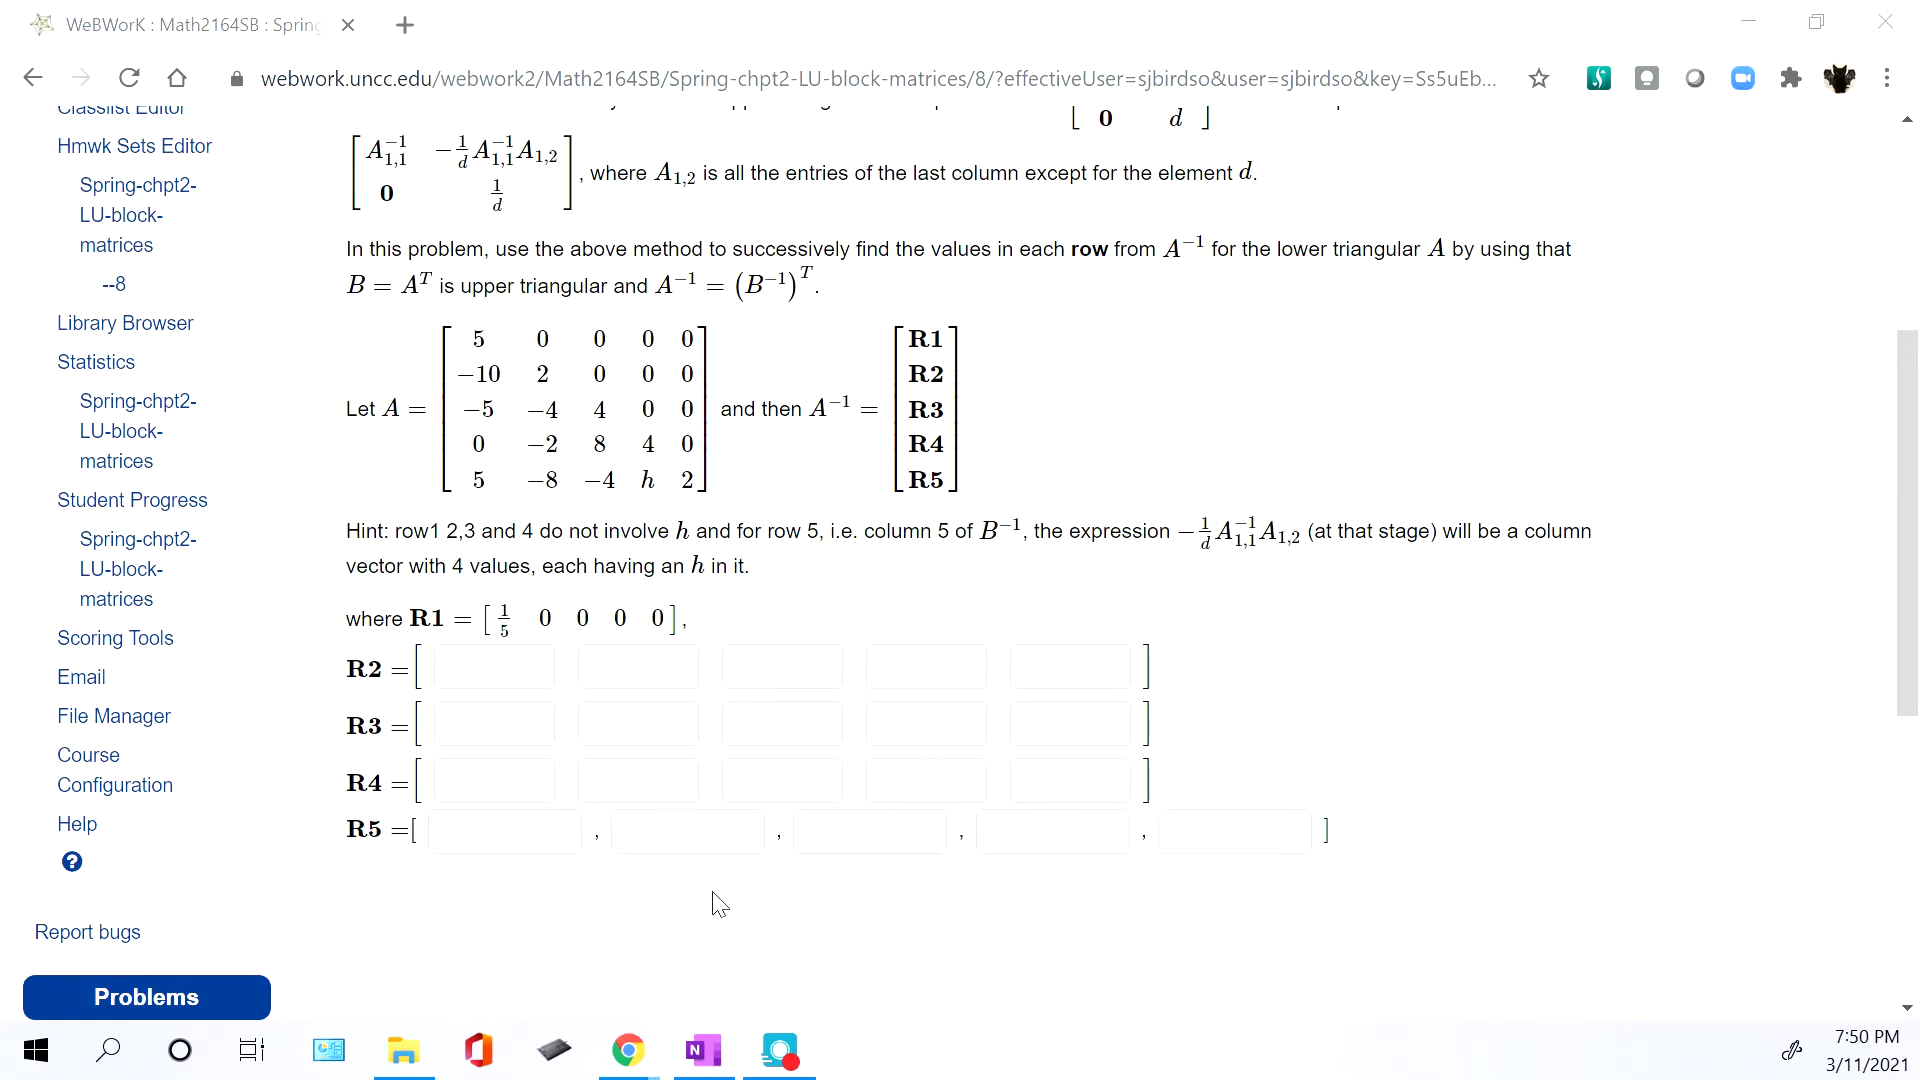 WeBWorK : Math2164SB : Spring
webwork.uncc.edu/webwork2/Math2164SB/Spring-chpt2-LU-block-matrices/8/?effectiveUser=sjbirdso&user=sjbirdso&key=Ss5uEb...
Classlist Editor
Hmwk Sets Editor
Spring-chpt2-
LU-block-
matrices
--8
Library Browser
Statistics
Spring-chpt2-
LU-block-
matrices
Student Progress
Spring-chpt2-
LU-block-
matrices
Scoring Tools
Email
File Manager
Course
Configuration
Help
?
Report bugs
Problems
[ 0 d ]
[ A_{1,1}^{-1} -\frac{1}{d}A_{1,1}^{-1}A_{1,2} ; 0 \frac{1}{d} ], where A_{1,2} is all the entries of the last column except for the element d.
In this problem, use the above method to successively find the values in each row from A^{-1} for the lower triangular A by using that
B = A^T is upper triangular and A^{-1} = (B^{-1})^T.
5 0 0 0 0 R1
-10 2 0 0 0 R2
Let A = -5 -4 4 0 0 and then A^{-1} = R3
0 -2 8 4 0 R4
5 -8 -4 h 2 R5
Hint: row1 2,3 and 4 do not involve h and for row 5, i.e. column 5 of B^{-1}, the expression -\frac{1}{d}A_{1,1}^{-1}A_{1,2} (at that stage) will be a column
vector with 4 values, each having an h in it.
where R1 = [ 1/5 0 0 0 0 ],
R2 =[ ]
R3 =[ ]
R4 =[ ]
R5 =[ , , , , ]
N
7:50 PM
3/11/2021